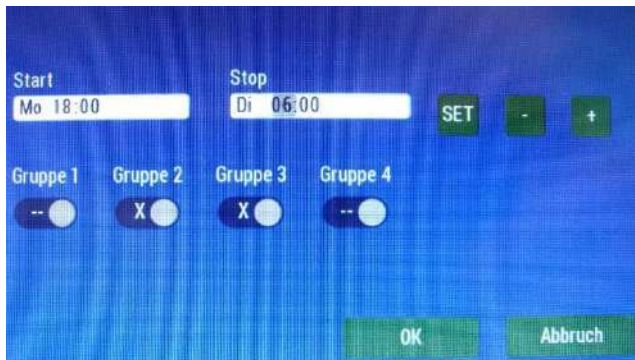 Start Stop
Mo 18:00 Di 06:00 SET - +
Gruppe 1 Gruppe 2 Gruppe 3 Gruppe 4
-- X X --
OK Abbruch